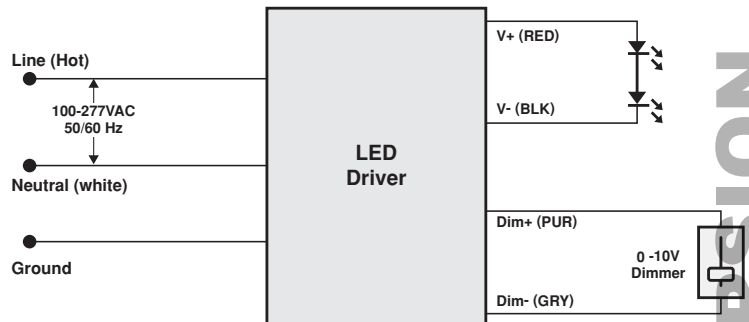 Line (Hot)
100-277VAC
50/60 Hz
Neutral (white)
Ground
LED
Driver
V+ (RED)
V- (BLK)
Dim+ (PUR)
0 -10V
Dimmer
Dim- (GRY)